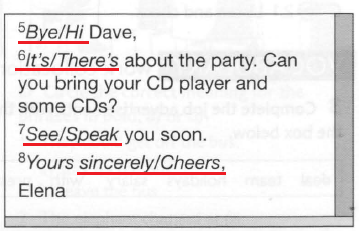 5Bye/Hi Dave,
6It's/There's about the party. Can
you bring your CD player and
some CDs?
7See/Speak you soon.
8Yours sincerely/Cheers,
Elena